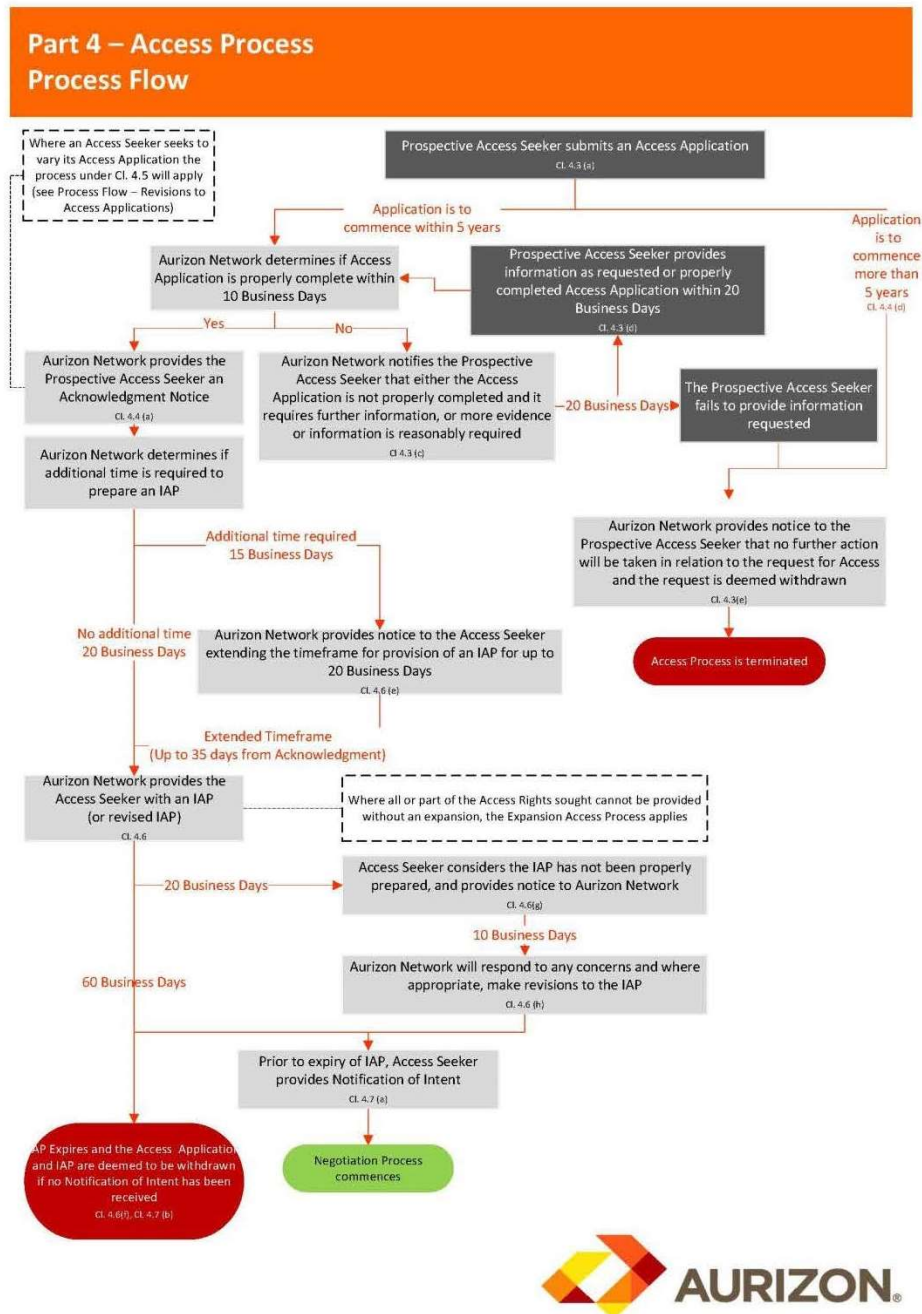 Part 4 – Access Process
Process Flow
Where an Access Seeker seeks to
vary its Access Application the
process under Cl. 4.5 will apply
(see Process Flow – Revisions to
Access Applications)
Prospective Access Seeker submits an Access Application
Cl. 4.3 (a)
Application is to
commence within 5 years
Application
is to
commence
more than
5 years
Cl. 4.4 (d)
Aurizon Network determines if Access
Application is properly complete within
10 Business Days
Prospective Access Seeker provides
information as requested or properly
completed Access Application within 20
Business Days
Cl. 4.3 (d)
Yes
No
Aurizon Network provides the
Prospective Access Seeker an
Acknowledgment Notice
Cl. 4.4 (a)
Aurizon Network notifies the Prospective
Access Seeker that either the Access
Application is not properly completed and it
requires further information, or more evidence
or information is reasonably required
Cl 4.3 (c)
20 Business Days
The Prospective Access Seeker
fails to provide information
requested
Aurizon Network determines if
additional time is required to
prepare an IAP
Additional time required
15 Business Days
Aurizon Network provides notice to the
Prospective Access Seeker that no further action
will be taken in relation to the request for Access
and the request is deemed withdrawn
Cl. 4.3(e)
No additional time
20 Business Days
Aurizon Network provides notice to the Access Seeker
extending the timeframe for provision of an IAP for up to
20 Business Days
Cl. 4.6 (e)
Access Process is terminated
Extended Timeframe
(Up to 35 days from Acknowledgment)
Aurizon Network provides the
Access Seeker with an IAP
(or revised IAP)
Cl. 4.6
Where all or part of the Access Rights sought cannot be provided
without an expansion, the Expansion Access Process applies
20 Business Days
Access Seeker considers the IAP has not been properly
prepared, and provides notice to Aurizon Network
Cl. 4.6(g)
10 Business Days
60 Business Days
Aurizon Network will respond to any concerns and where
appropriate, make revisions to the IAP
Cl. 4.6 (h)
Prior to expiry of IAP, Access Seeker
provides Notification of Intent
Cl. 4.7 (a)
AP Expires and the Access Application
and IAP are deemed to be withdrawn
if no Notification of Intent has been
received
Cl. 4.6(f), Cl. 4.7 (b)
Negotiation Process
commences
AURIZON®